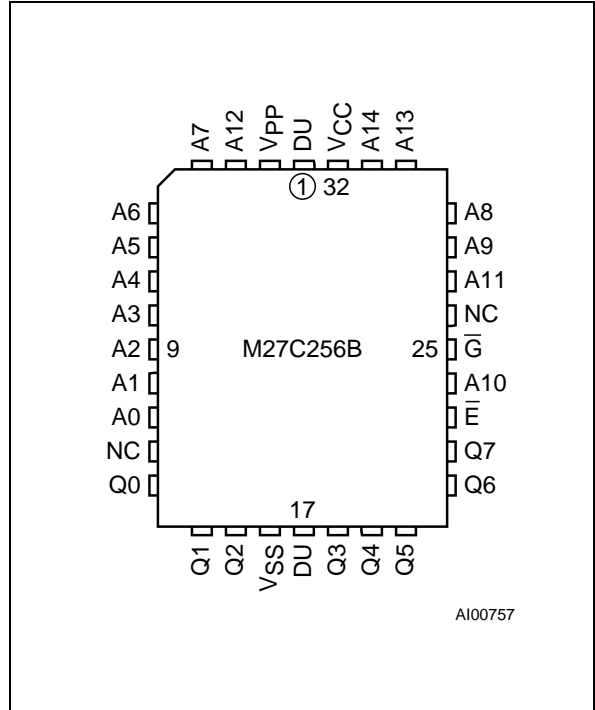 A7 A12 VPP DU VCC A14 A13
1 32
A6 A8
A5 A9
A4 A11
A3 NC
A2 9 M27C256B 25 G̅
A1 A10
A0 E̅
NC Q7
Q0 Q6
17
Q1 Q2 VSS DU Q3 Q4 Q5
AI00757